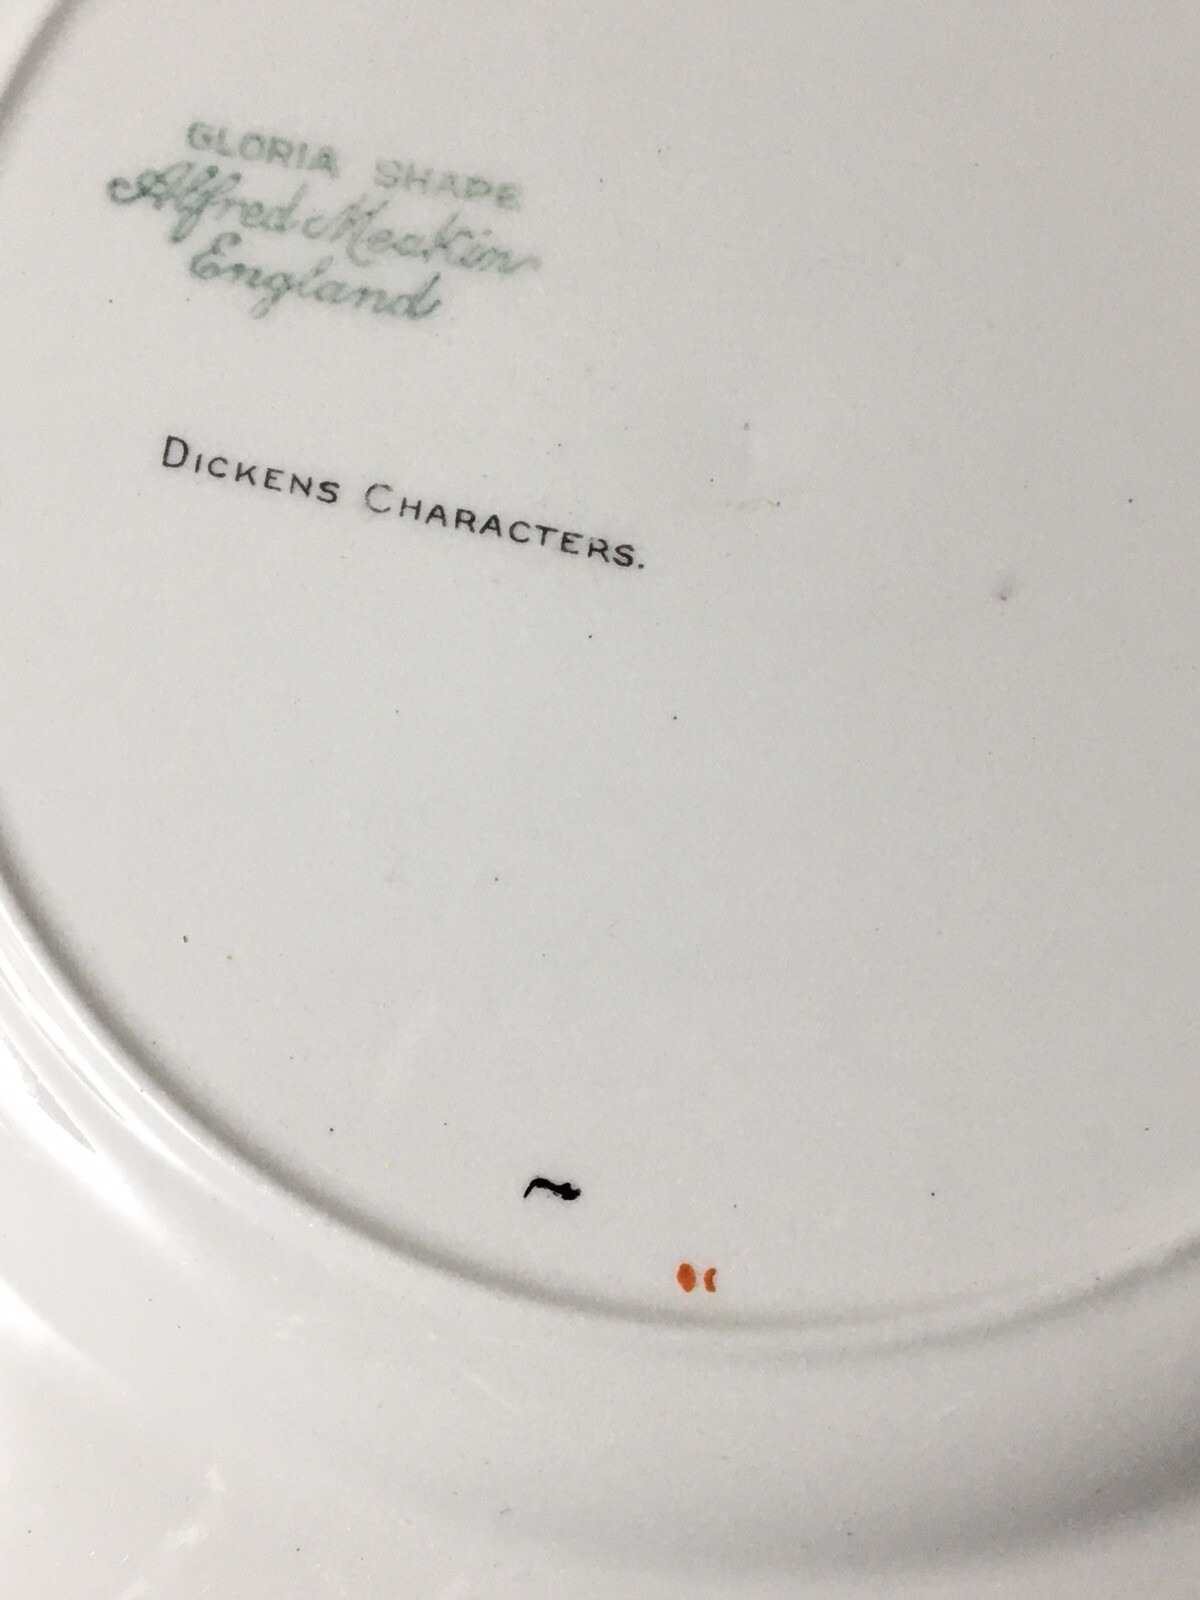 GLORIA SHAPE
Alfred Meakin
England
DICKENS CHARACTERS.